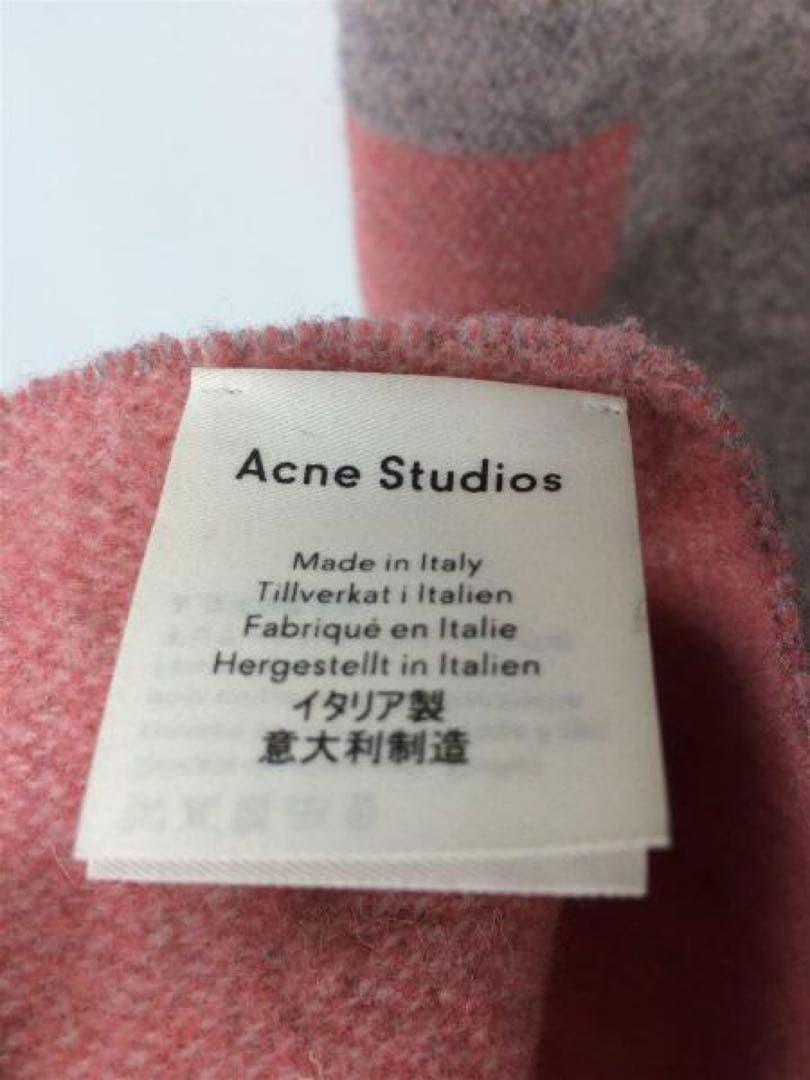 Acne Studios
Made in Italy
Tillverkat i Italien
Fabriqué en Italie
Hergestellt in Italien
イタリア製
意大利制造